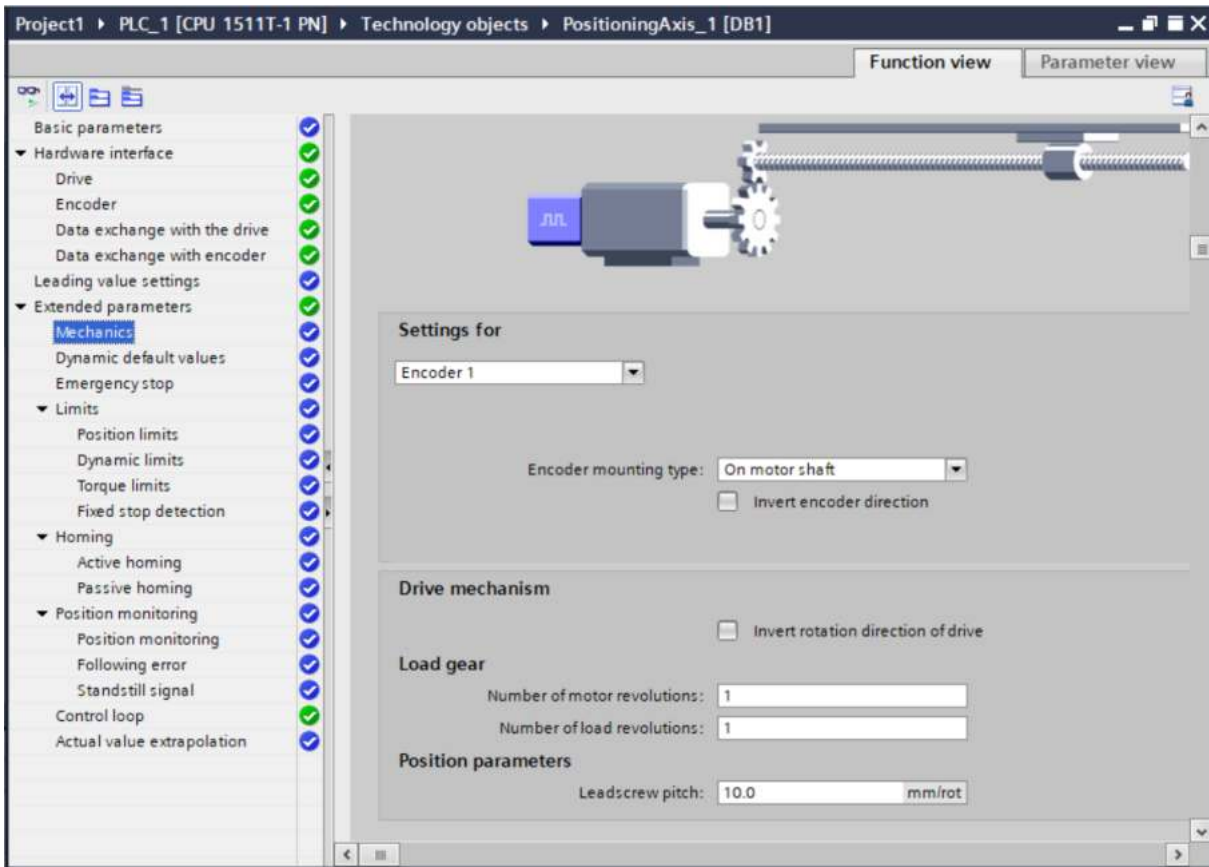 Project1 ▸ PLC_1 [CPU 1511T-1 PN] ▸ Technology objects ▸ PositioningAxis_1 [DB1]
Function view
Parameter view
Basic parameters
Hardware interface
Drive
Encoder
Data exchange with the drive
Data exchange with encoder
Leading value settings
Extended parameters
Mechanics
Dynamic default values
Emergency stop
Limits
Position limits
Dynamic limits
Torque limits
Fixed stop detection
Homing
Active homing
Passive homing
Position monitoring
Position monitoring
Following error
Standstill signal
Control loop
Actual value extrapolation
Settings for
Encoder 1
Encoder mounting type: On motor shaft
Invert encoder direction
Drive mechanism
Invert rotation direction of drive
Load gear
Number of motor revolutions: 1
Number of load revolutions: 1
Position parameters
Leadscrew pitch: 10.0 mm/rot